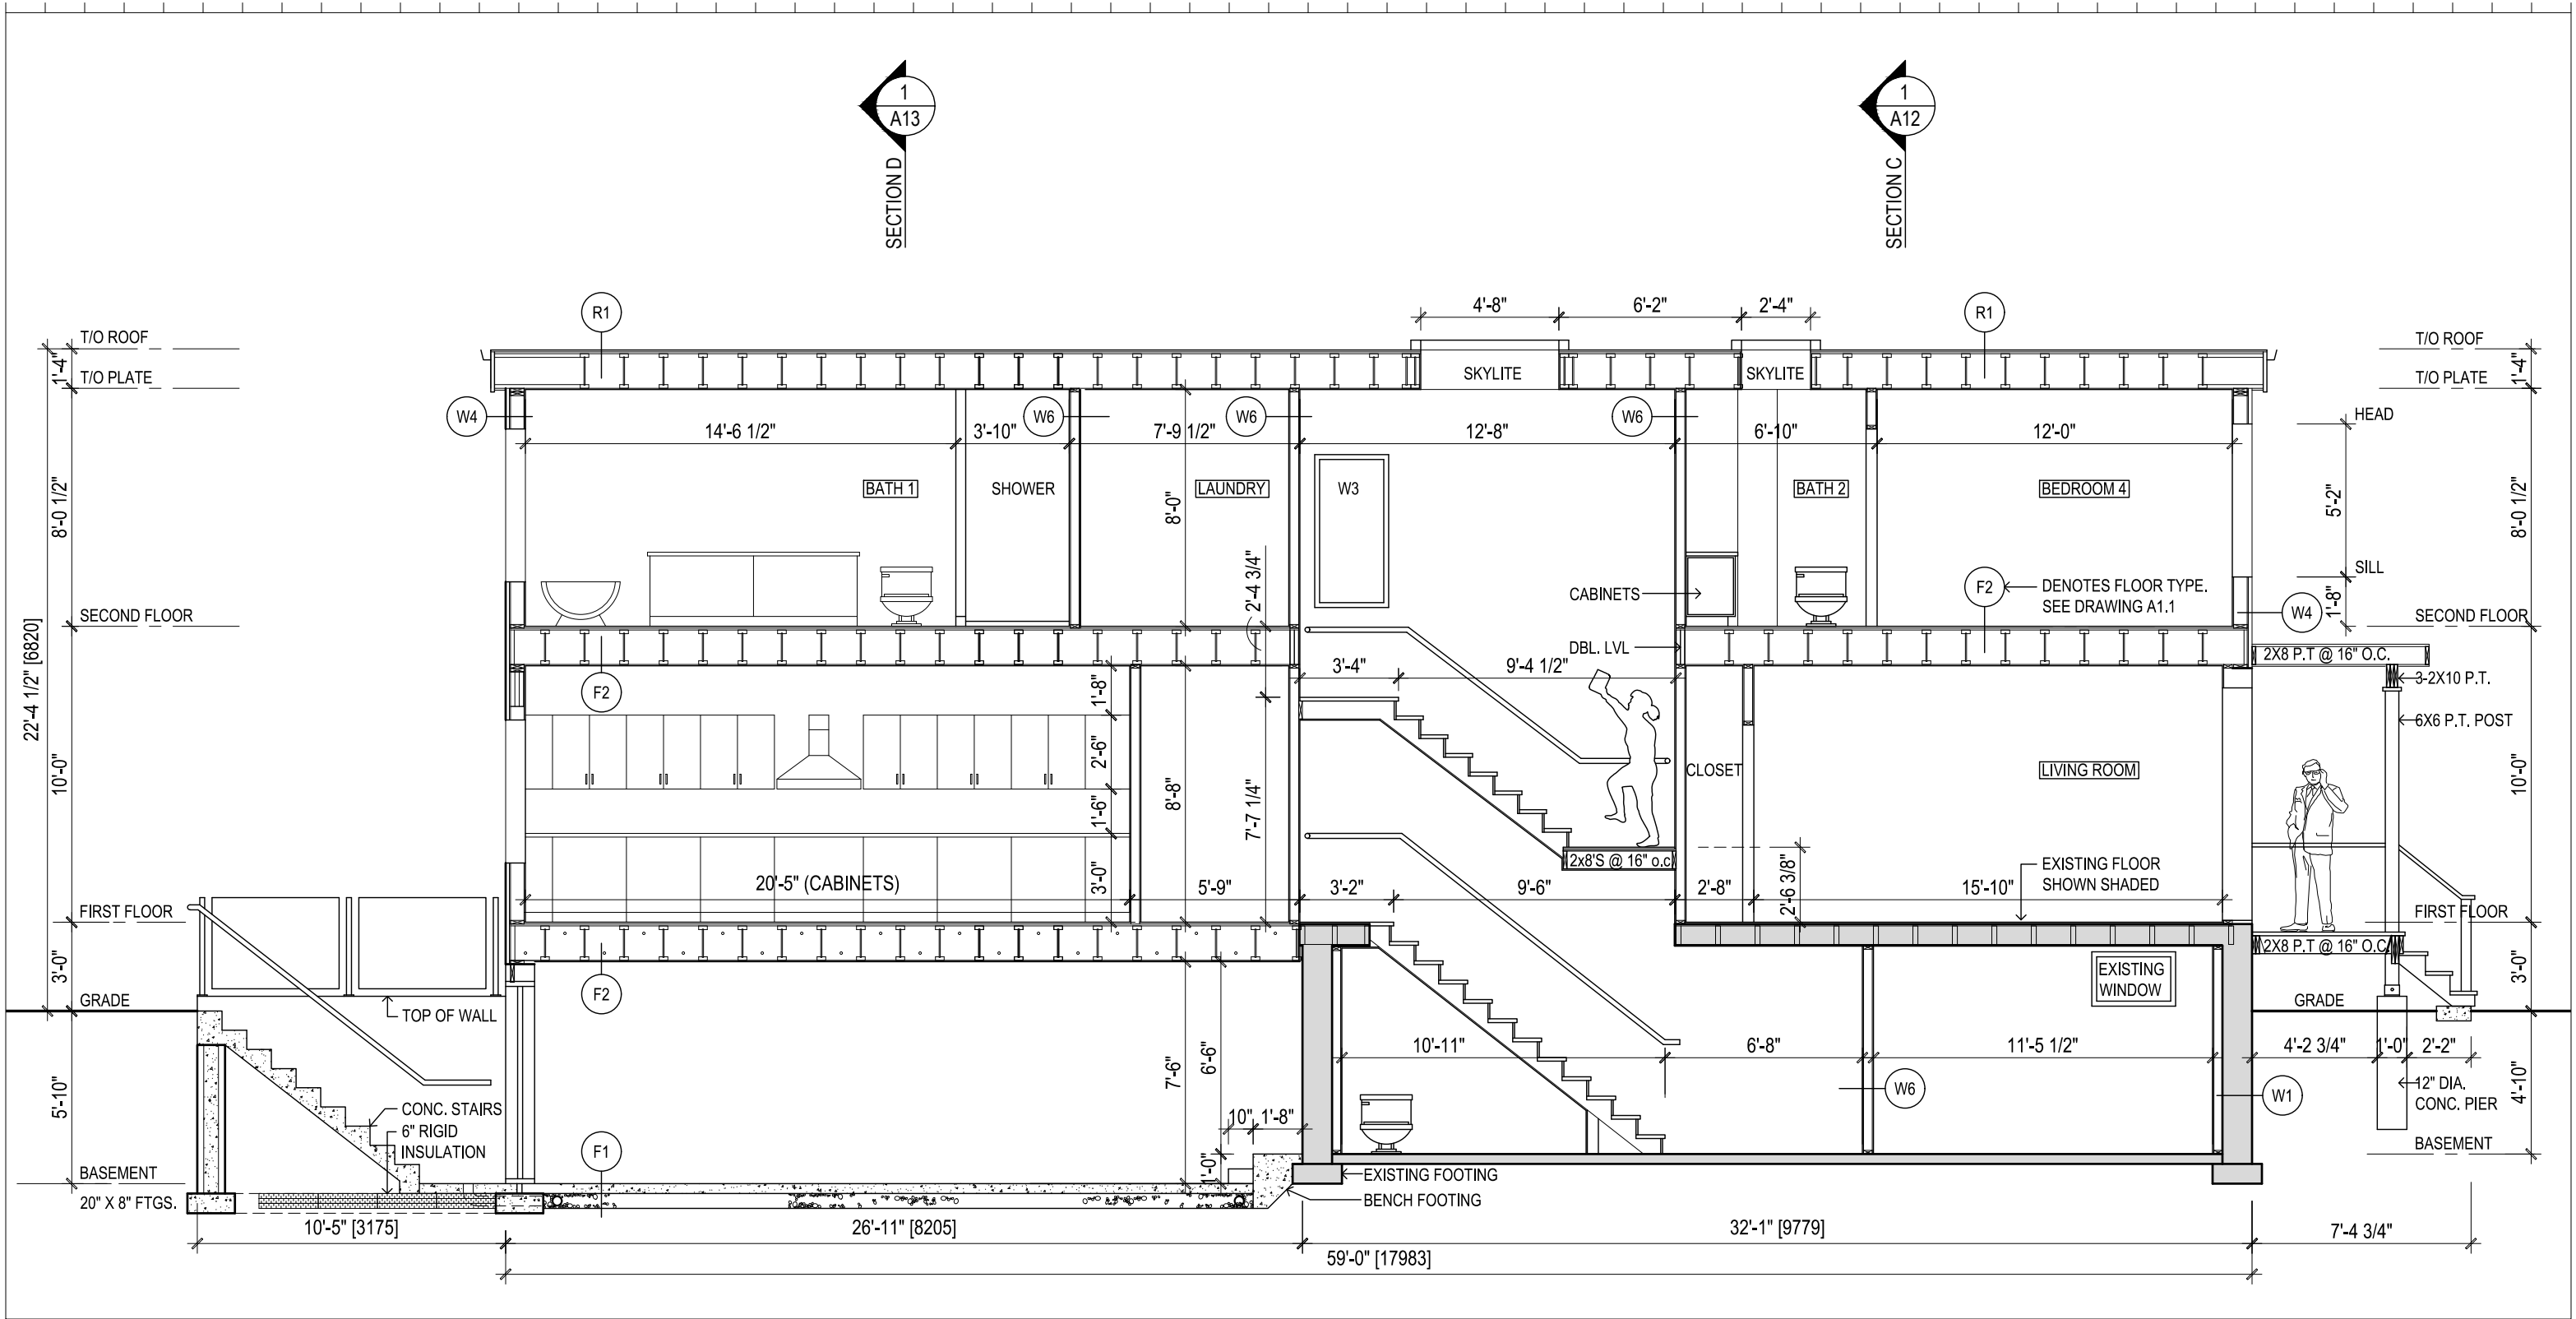 1
A13
SECTION D
1
A12
SECTION C
R1
4'-8"
6'-2"
2'-4"
R1
T/O ROOF
T/O ROOF
1'-4"
T/O PLATE
SKYLITE
SKYLITE
T/O PLATE
1'-4"
W4
W6
W6
W6
HEAD
14'-6 1/2"
3'-10"
7'-9 1/2"
12'-8"
6'-10"
12'-0"
8'-0 1/2"
BATH 1
SHOWER
LAUNDRY
W3
BATH 2
BEDROOM 4
5'-2"
8'-0 1/2"
8'-0"
2'-4 3/4"
CABINETS
F2
DENOTES FLOOR TYPE.
SEE DRAWING A1.1
SILL
1'-8"
W4
SECOND FLOOR
SECOND FLOOR
22'-4 1/2" [6820]
DBL. LVL
2X8 P.T @ 16" O.C.
3'-4"
9'-4 1/2"
3-2X10 P.T.
F2
1'-8"
6X6 P.T. POST
10'-0"
2'-6"
8'-8"
7'-7 1/4"
CLOSET
LIVING ROOM
10'-0"
1'-6"
2x8'S @ 16" o.c
3'-0"
20'-5" (CABINETS)
5'-9"
3'-2"
9'-6"
2'-8"
2'-6 3/8"
15'-10"
EXISTING FLOOR
SHOWN SHADED
FIRST FLOOR
FIRST FLOOR
2X8 P.T @ 16" O.C.
3'-0"
F2
EXISTING
WINDOW
3'-0"
GRADE
TOP OF WALL
GRADE
10'-11"
6'-8"
11'-5 1/2"
4'-2 3/4"
1'-0"
2'-2"
5'-10"
7'-6"
6'-6"
W6
W1
12" DIA.
CONC. PIER
4'-10"
CONC. STAIRS
6" RIGID
INSULATION
10"
1'-8"
F1
1'-0"
BASEMENT
BASEMENT
20" X 8" FTGS.
EXISTING FOOTING
BENCH FOOTING
10'-5" [3175]
26'-11" [8205]
32'-1" [9779]
7'-4 3/4"
59'-0" [17983]